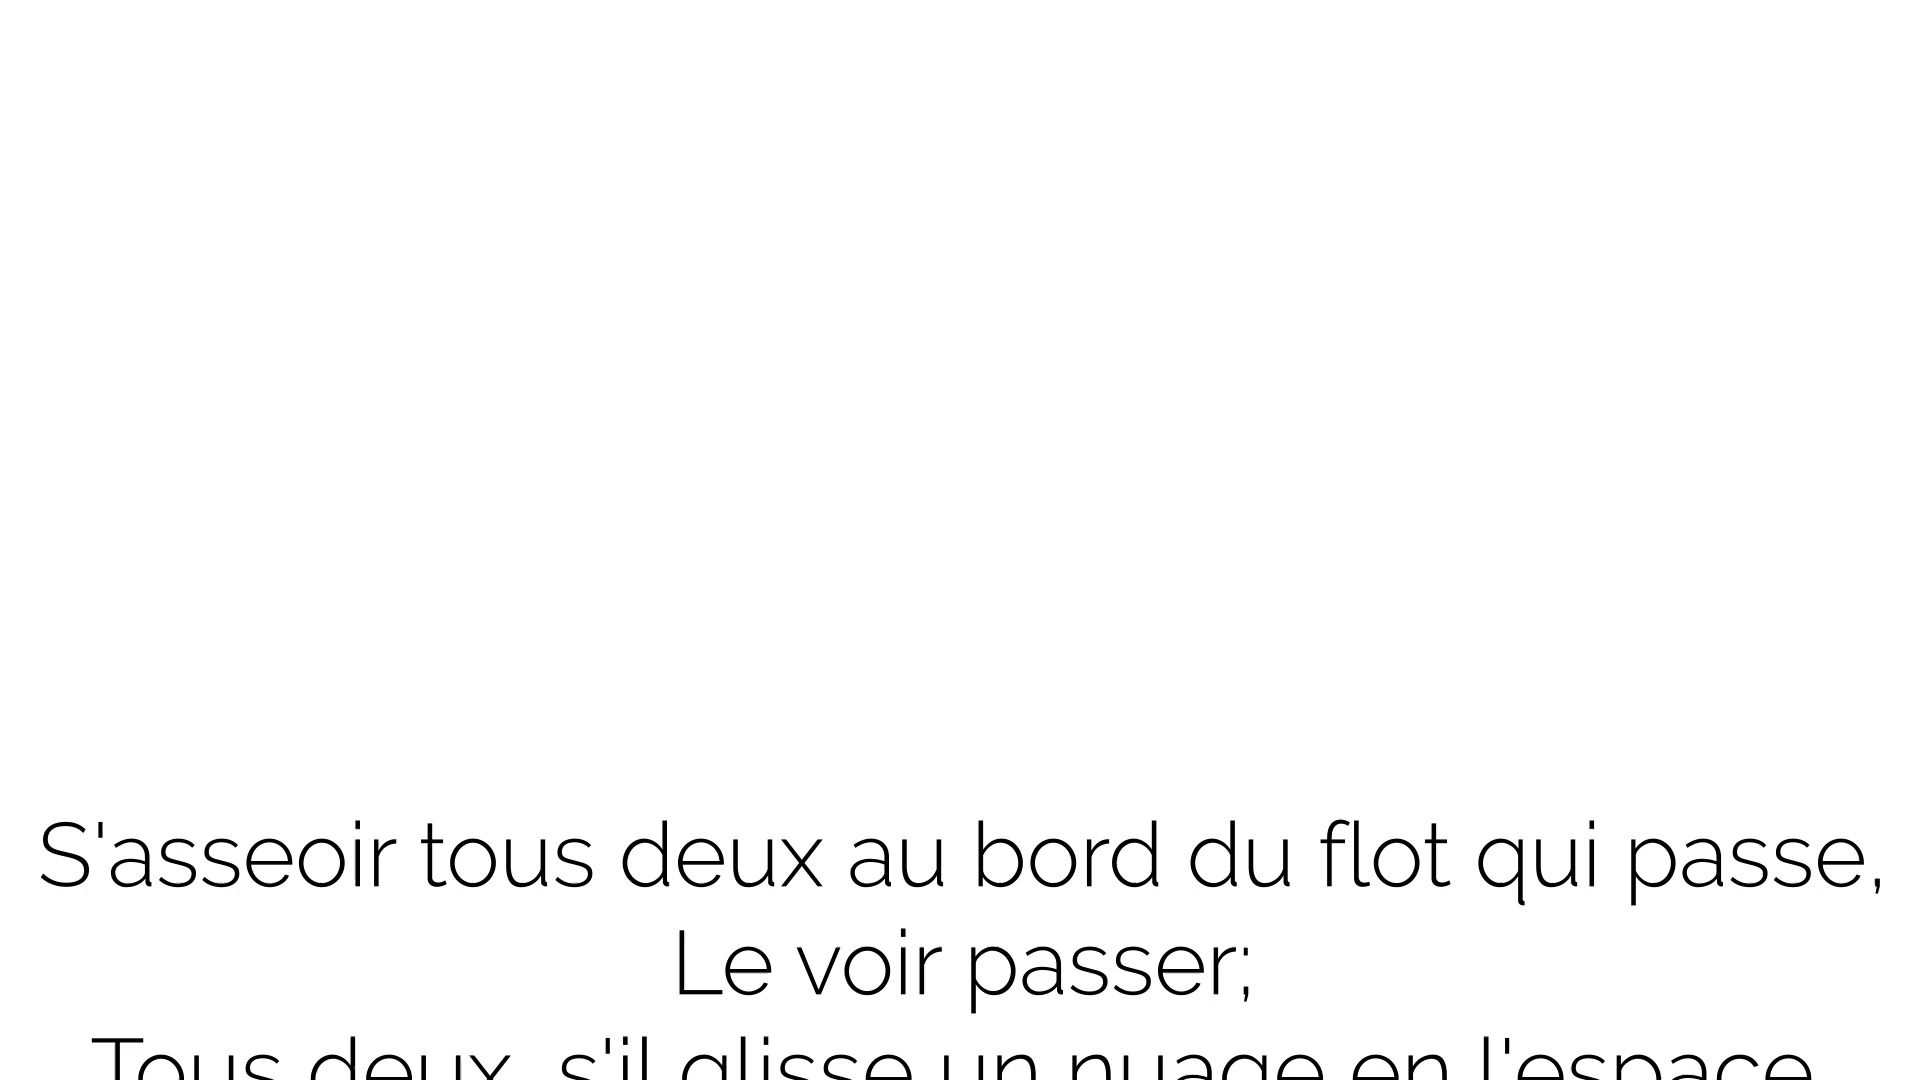 S'asseoir tous deux au bord du flot qui passe,
Le voir passer;
Tous deux, s'il glisse un nuage en l'espace,